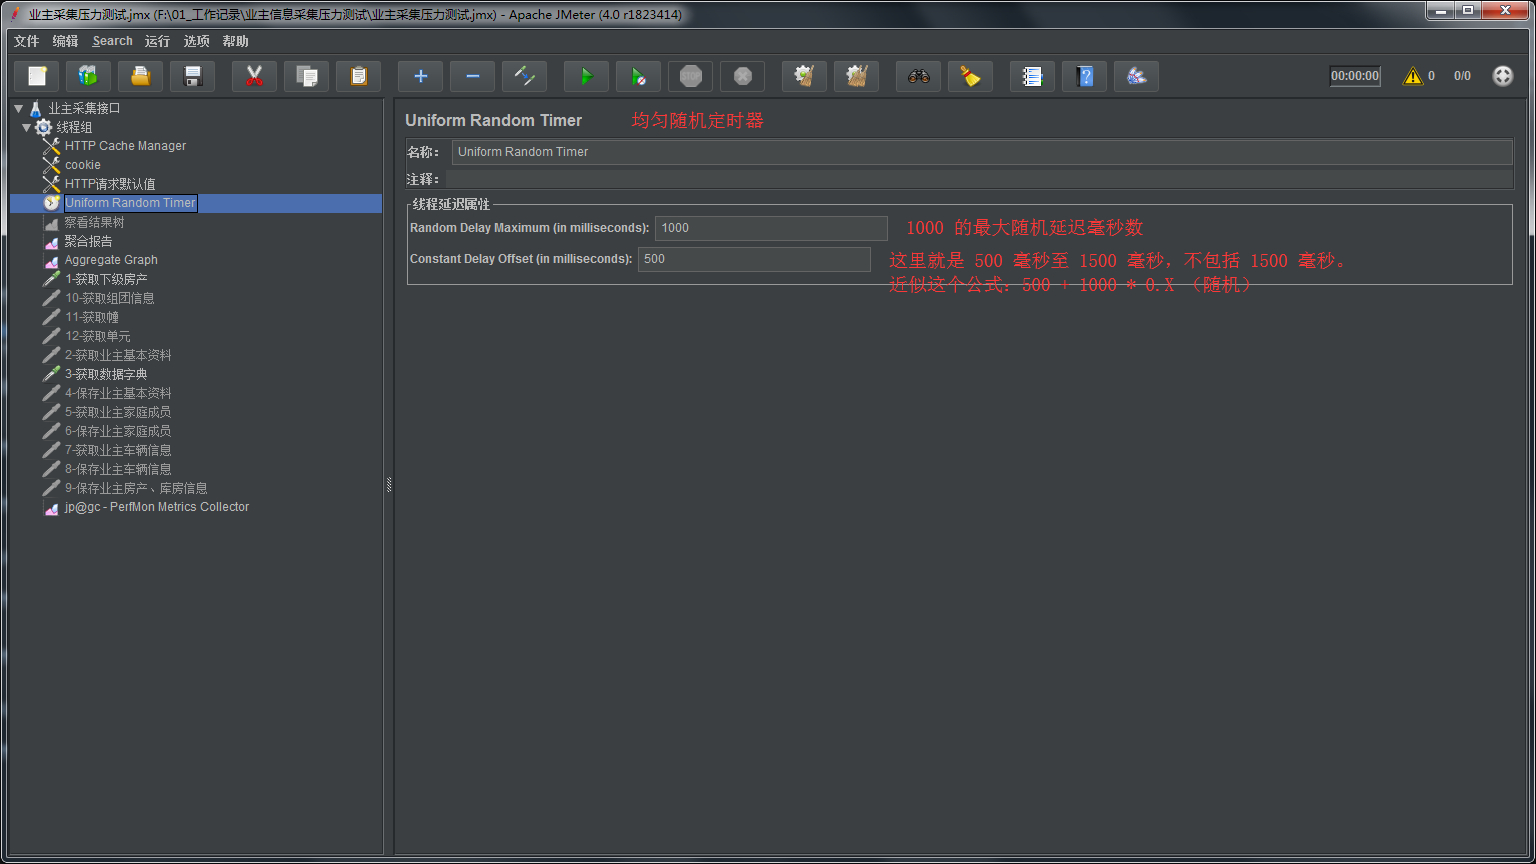 业主采集压力测试.jmx (F:\01_工作记录\业主信息采集压力测试\业主采集压力测试.jmx) - Apache JMeter (4.0 r1823414)
文件 编辑 Search 运行 选项 帮助
STOP 00:00:00 0 0/0
业主采集接口
线程组
HTTP Cache Manager
cookie
HTTP请求默认值
Uniform Random Timer
察看结果树
聚合报告
Aggregate Graph
1-获取下级房产
10-获取组团信息
11-获取幢
12-获取单元
2-获取业主基本资料
3-获取数据字典
4-保存业主基本资料
5-获取业主家庭成员
6-保存业主家庭成员
7-获取业主车辆信息
8-保存业主车辆信息
9-保存业主房产、库房信息
jp@gc - PerfMon Metrics Collector
Uniform Random Timer 均匀随机定时器
名称： Uniform Random Timer
注释：
线程延迟属性
Random Delay Maximum (in milliseconds): 1000 1000 的最大随机延迟毫秒数
Constant Delay Offset (in milliseconds): 500 这里就是 500 毫秒至 1500 毫秒，不包括 1500 毫秒。
近似这个公式：500 + 1000 * 0.X （随机）